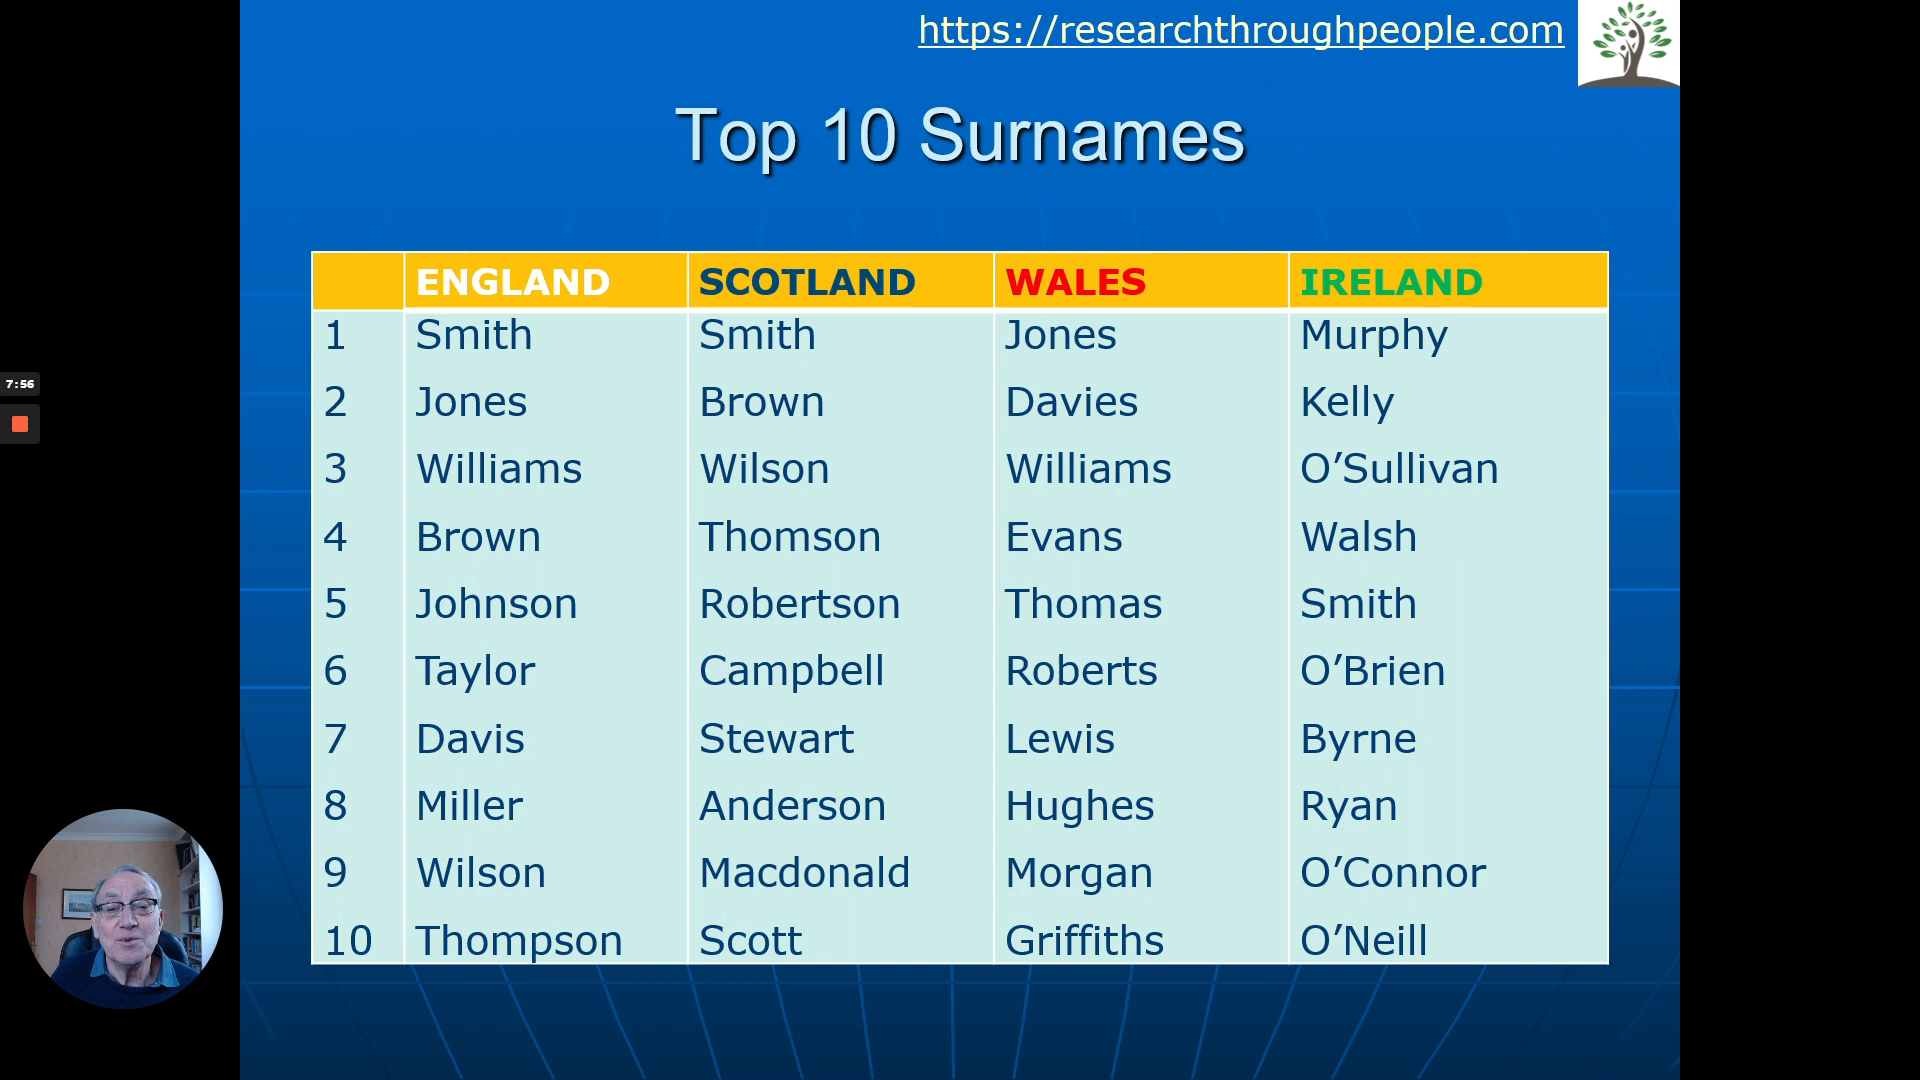 https://researchthroughpeople.com
Top 10 Surnames
ENGLAND SCOTLAND WALES IRELAND
1 Smith Smith Jones Murphy
2 Jones Brown Davies Kelly
3 Williams Wilson Williams O’Sullivan
4 Brown Thomson Evans Walsh
5 Johnson Robertson Thomas Smith
6 Taylor Campbell Roberts O’Brien
7 Davis Stewart Lewis Byrne
8 Miller Anderson Hughes Ryan
9 Wilson Macdonald Morgan O’Connor
10 Thompson Scott Griffiths O’Neill
7:56